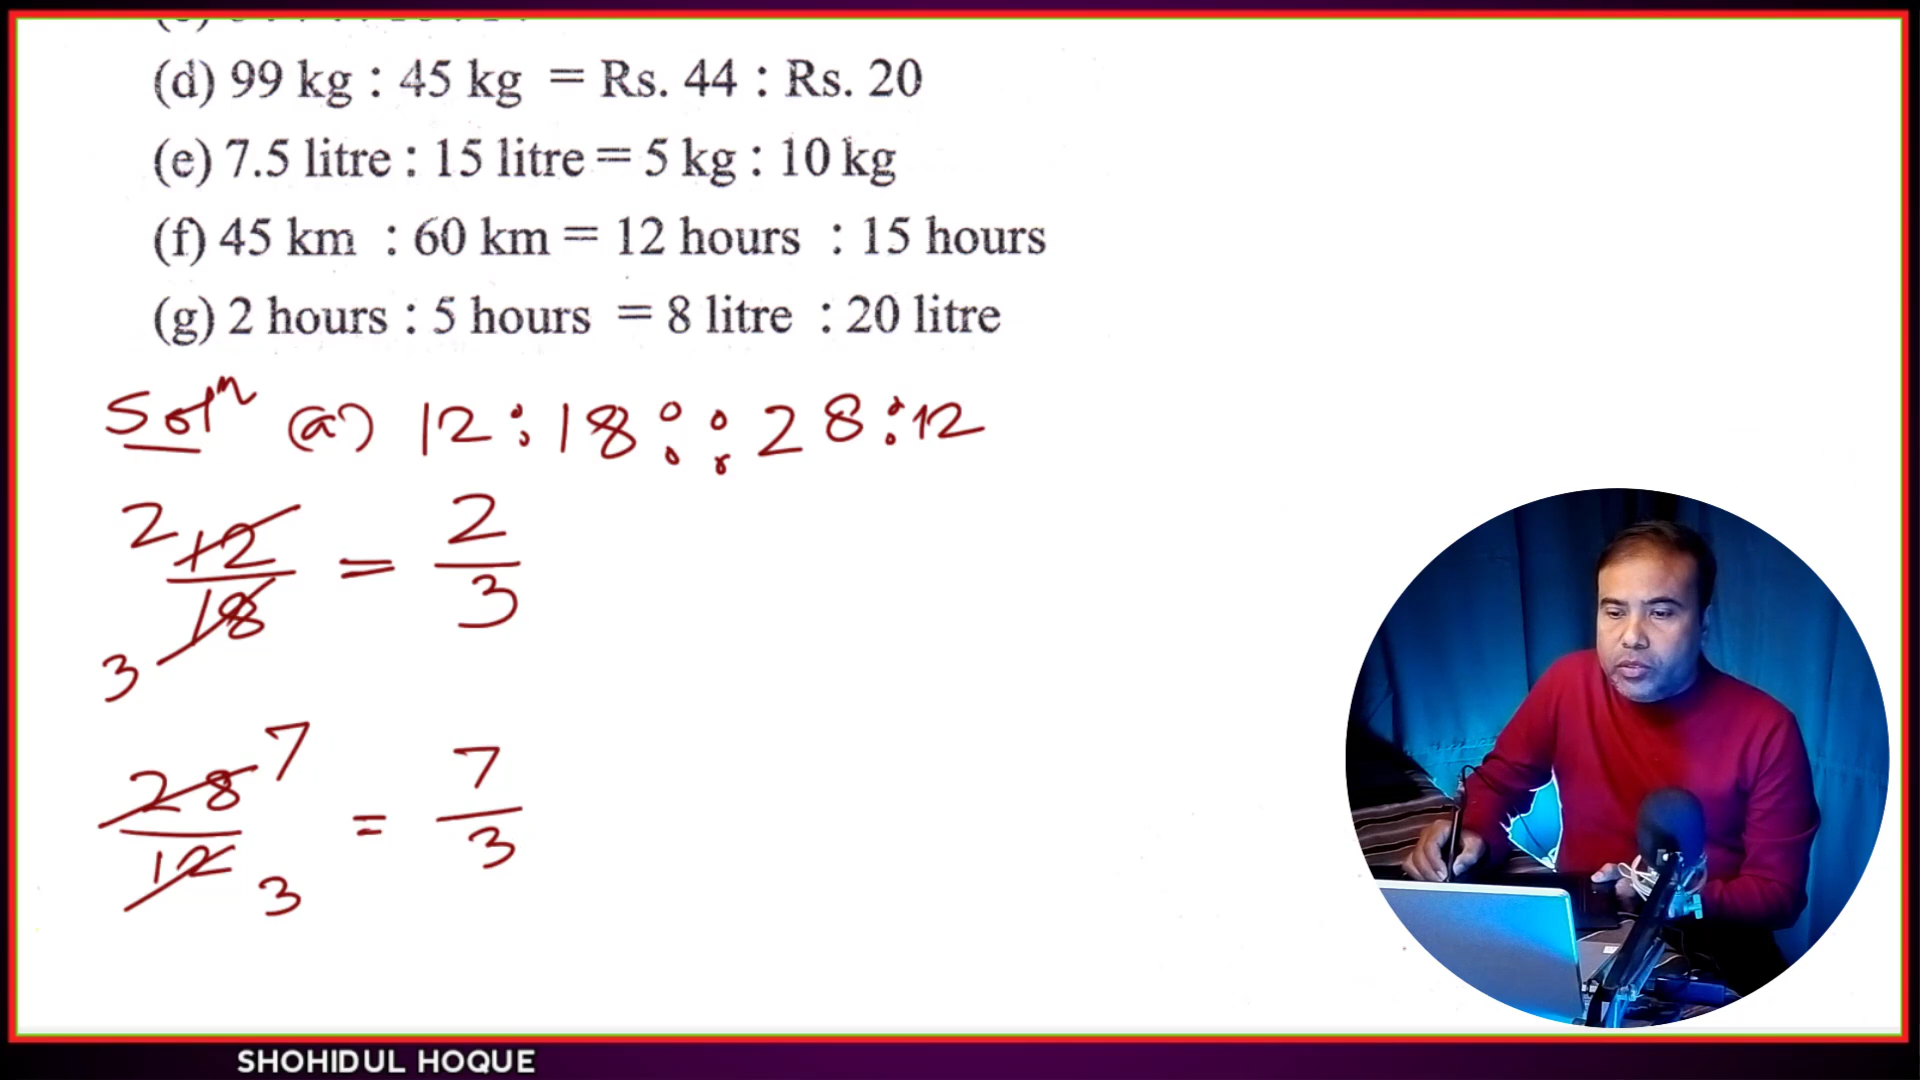 (d) 99 kg : 45 kg = Rs. 44 : Rs. 20
(e) 7.5 litre : 15 litre = 5 kg : 10 kg
(f) 45 km : 60 km = 12 hours : 15 hours
(g) 2 hours : 5 hours = 8 litre : 20 litre
Solⁿ (a) 12 : 18 : : 28 : 12
2 12/18 3 = 2/3
28/12 7 3 = 7/3
SHOHIDUL HOQUE